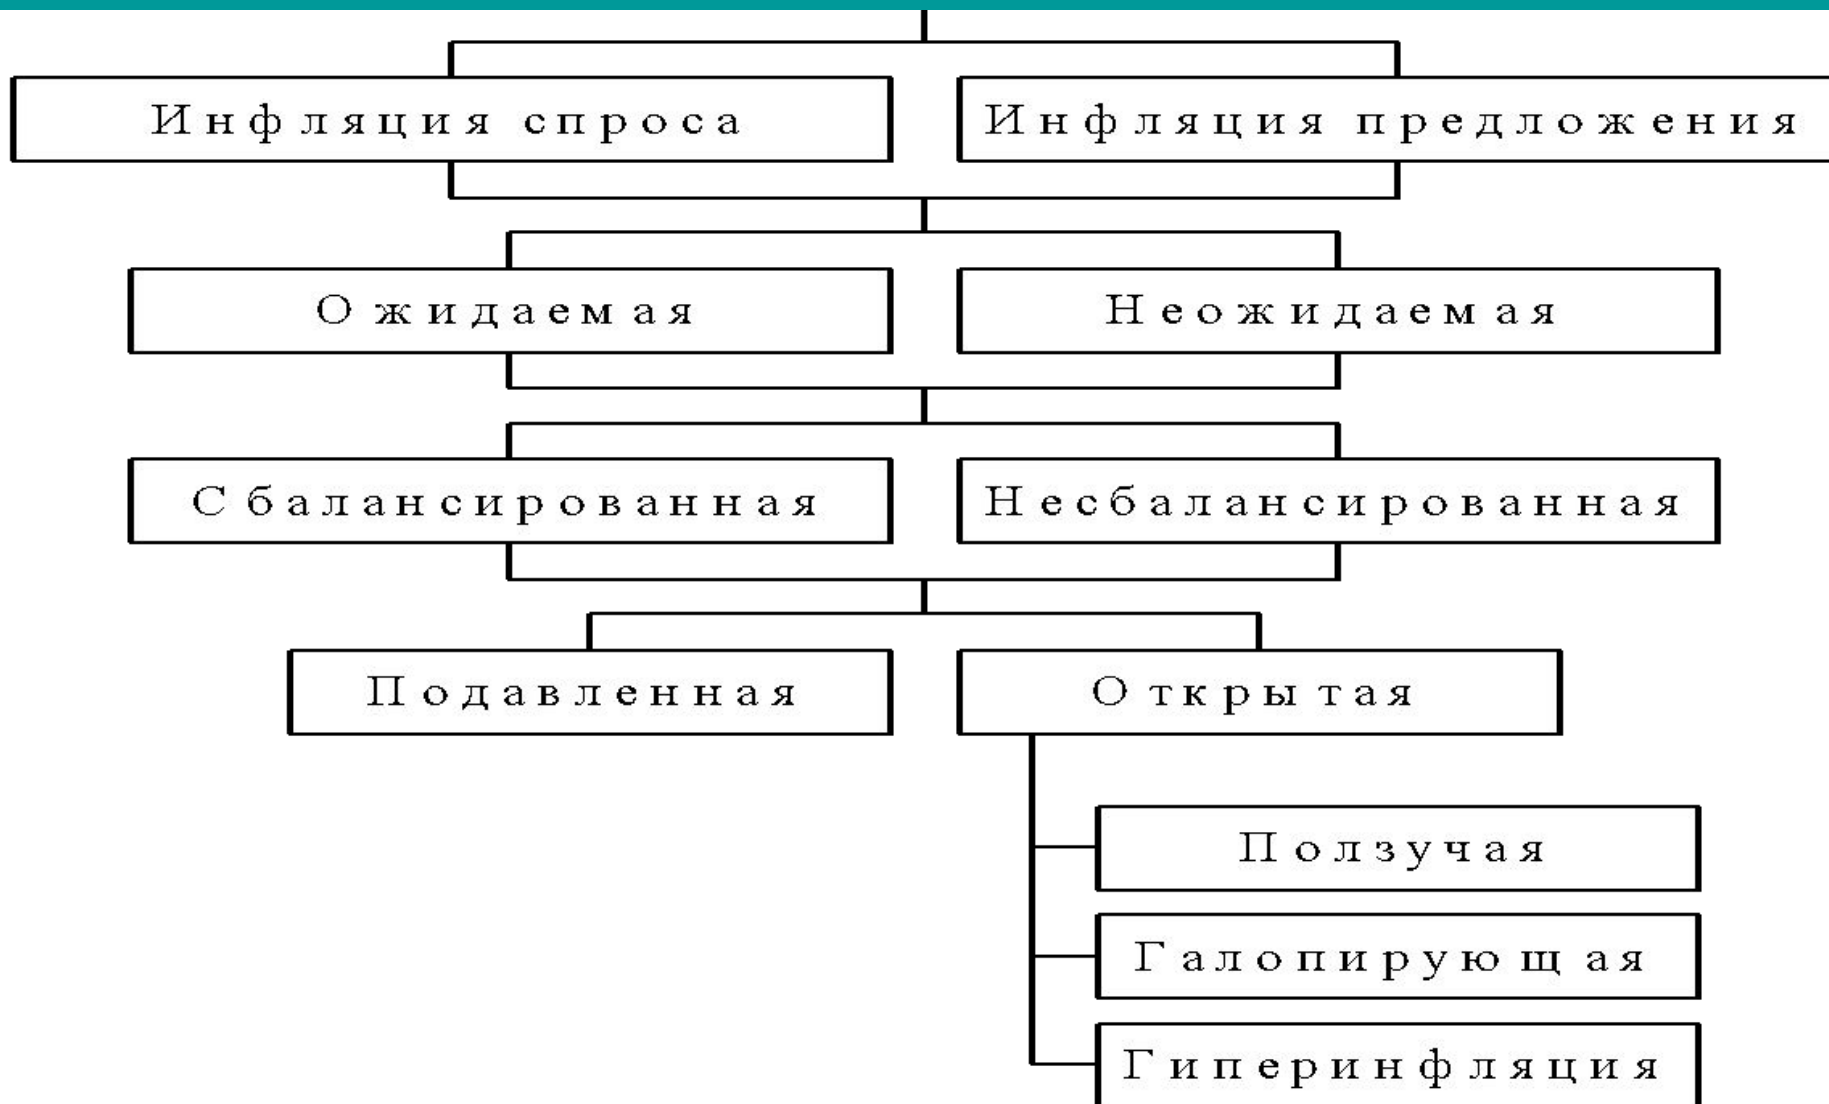 Инфляция спроса
Инфляция предложения
Ожидаемая
Неожидаемая
Сбалансированная
Несбалансированная
Подавленная
Открытая
Ползучая
Галопирующая
Гиперинфляция